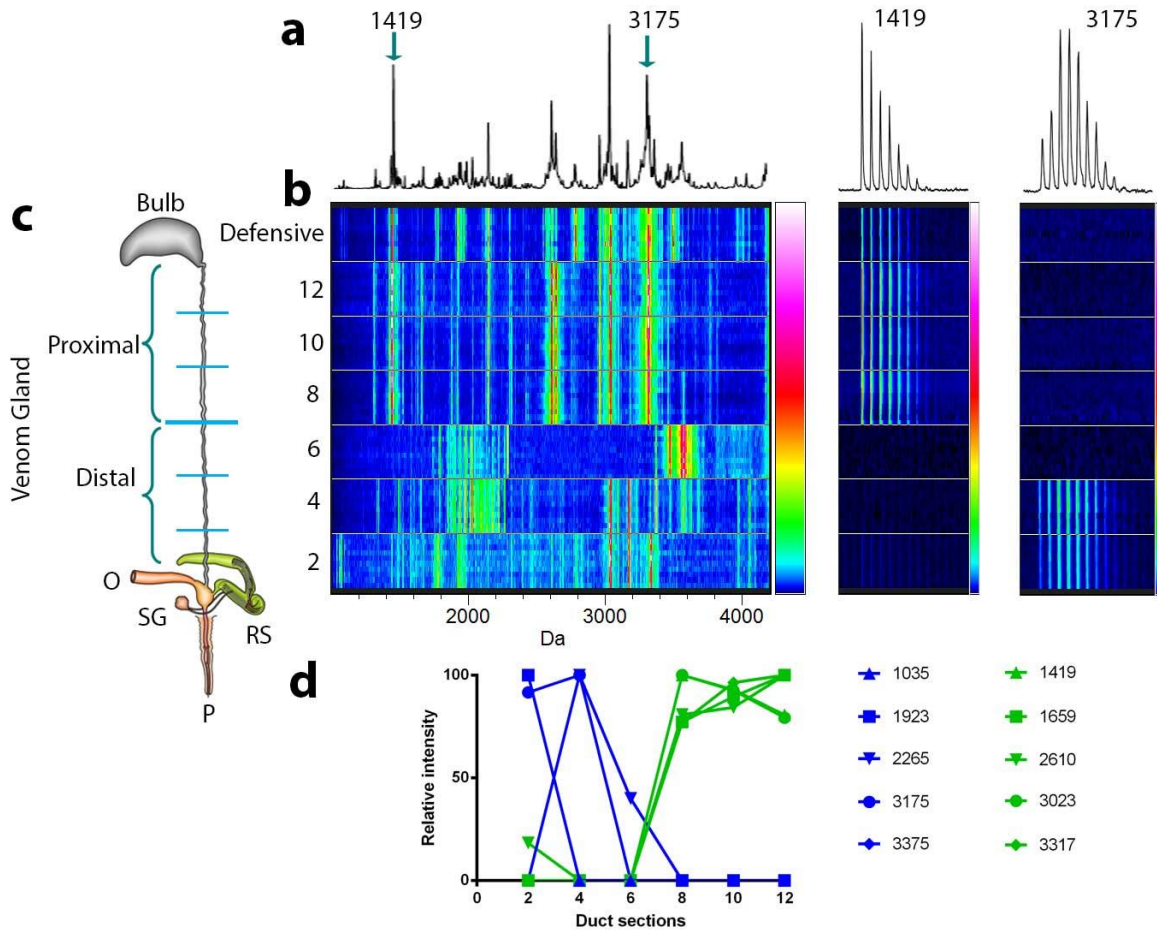 a
1419
3175
1419
3175
b
Defensive
12
10
8
6
4
2
2000
3000
4000
Da
c
Bulb
Venom Gland
Proximal
Distal
O
SG
RS
P
d
Relative intensity
100
50
0
0
2
4
6
8
10
12
Duct sections
1035
1419
1923
1659
2265
2610
3175
3023
3375
3317